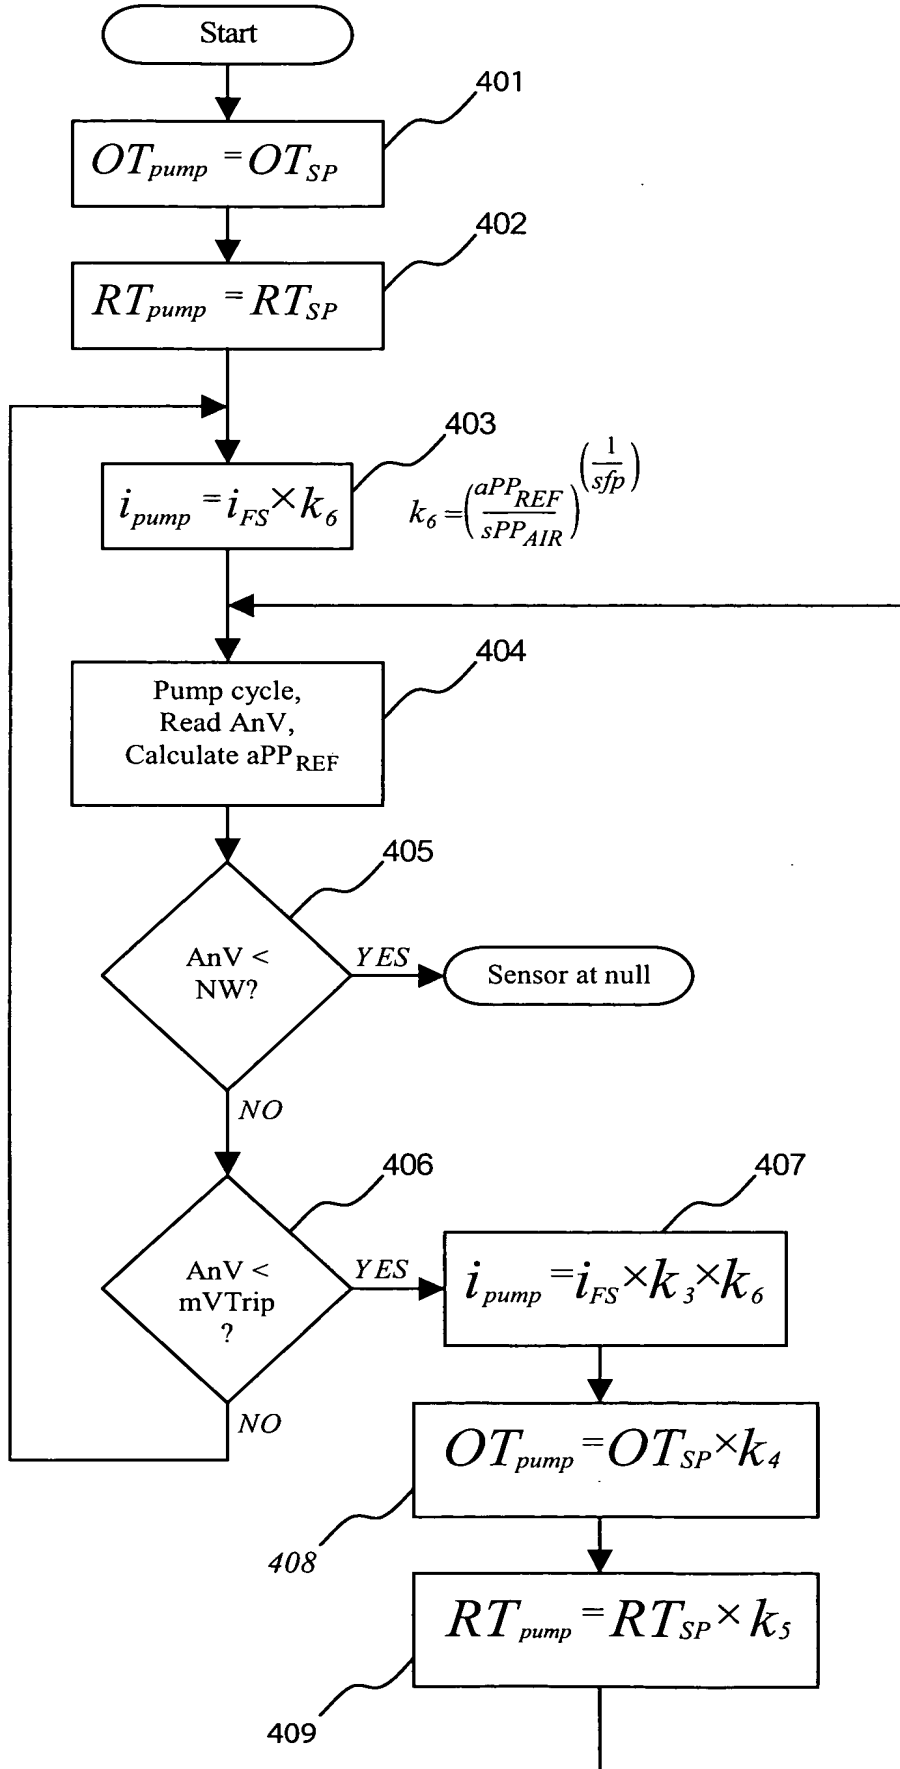 Start
401
OTpump = OTSP
402
RTpump = RTSP
403
ipump = iFS × k6
k6 = (aPPREF / sPPAIR)^(1/sfp)
404
Pump cycle,
Read AnV,
Calculate aPPREF
405
AnV <
NW?
YES
Sensor at null
NO
406
407
AnV <
mVTrip
?
YES
ipump = iFS × k3 × k6
NO
OTpump = OTSP × k4
408
RTpump = RTSP × k5
409